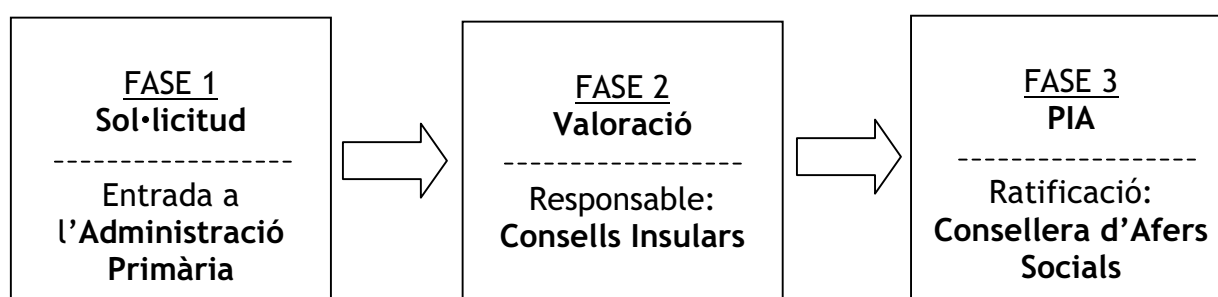 FASE 1
Sol•licitud
------------------
Entrada a
l’Administració
Primària
FASE 2
Valoració
------------------
Responsable:
Consells Insulars
FASE 3
PIA
------------------
Ratificació:
Consellera d’Afers
Socials